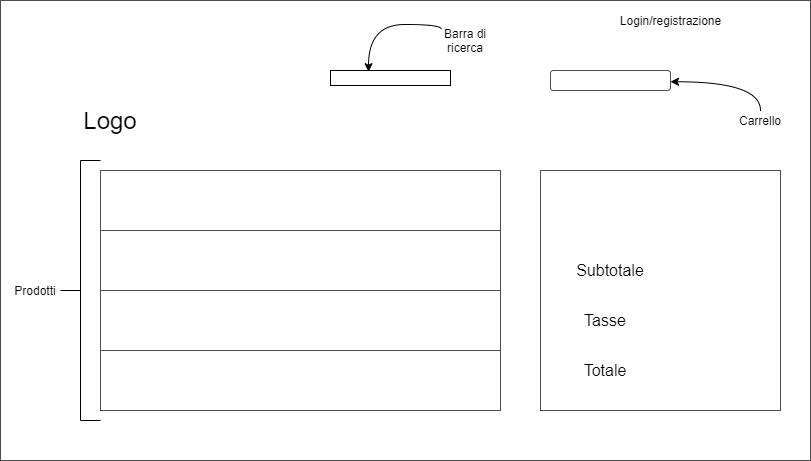 Login/registrazione
Barra di
ricerca
Logo
Carrello
Prodotti
Subtotale
Tasse
Totale